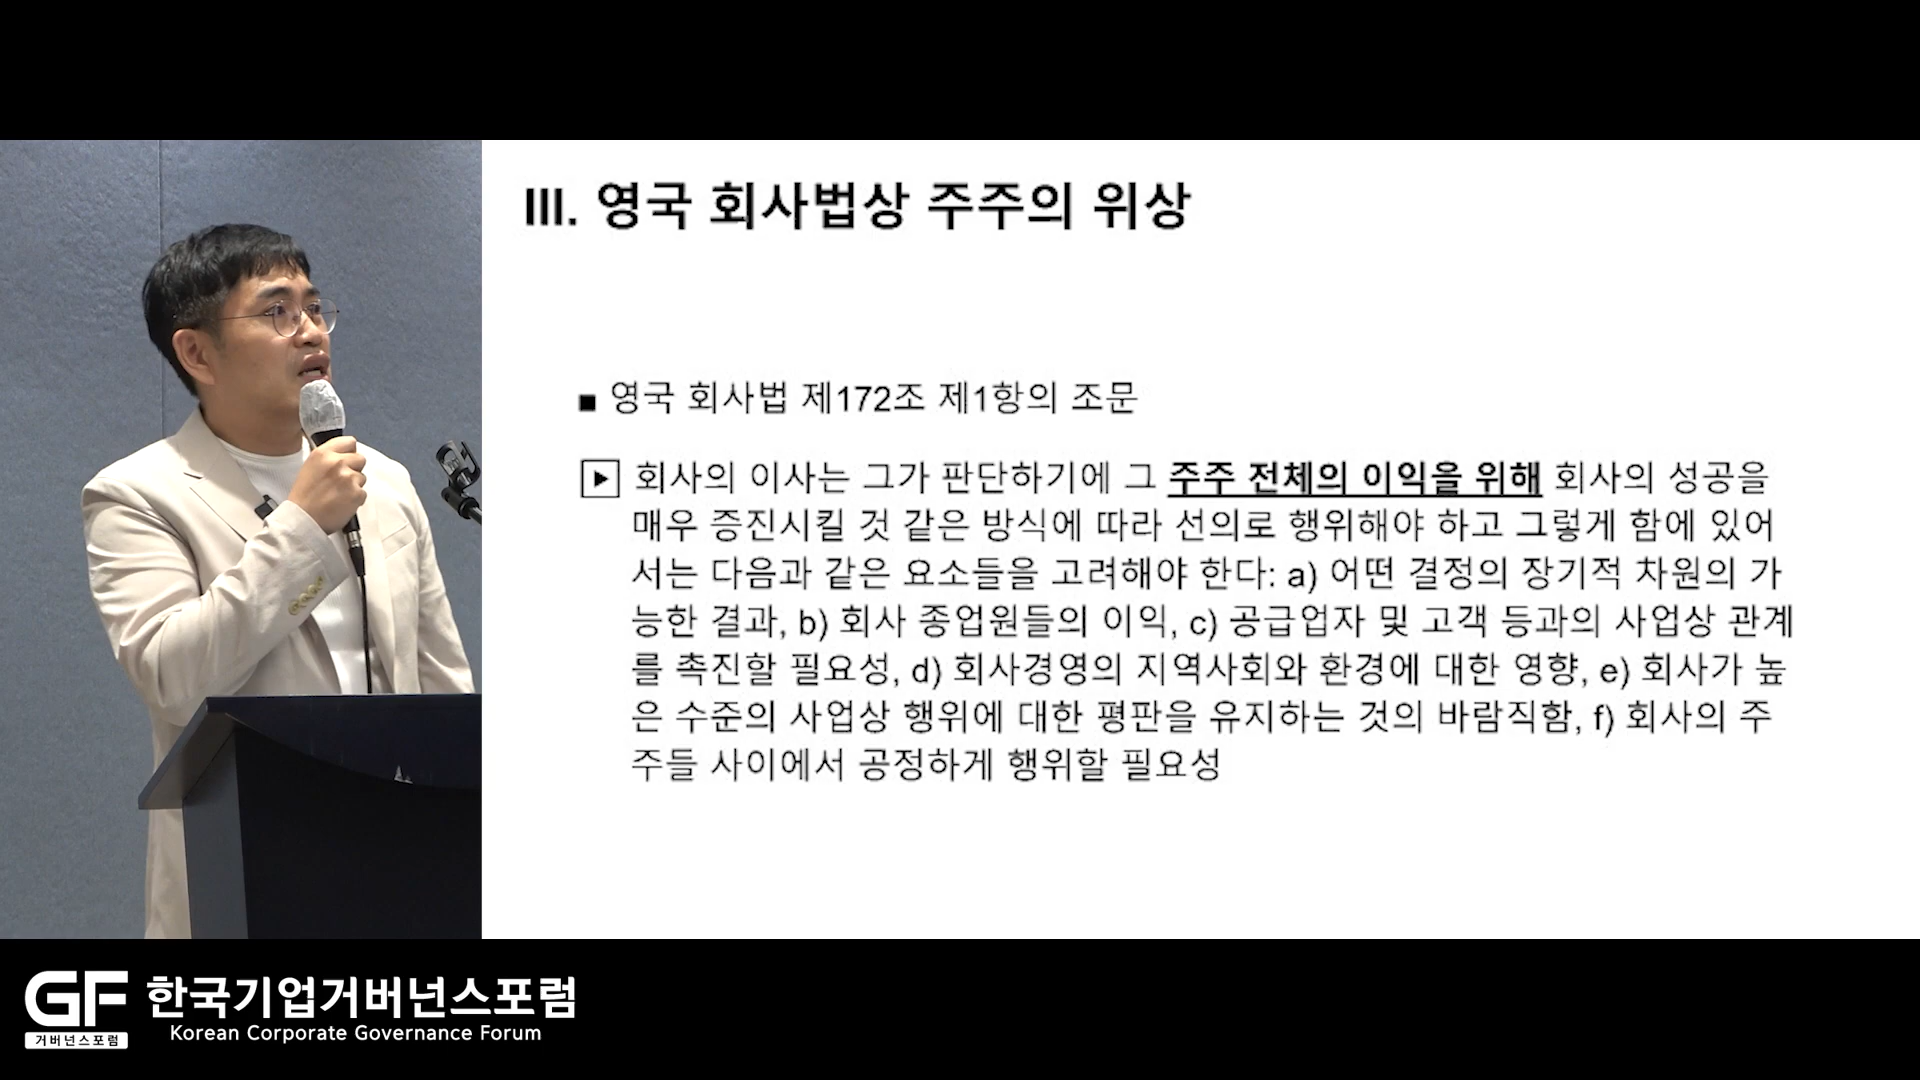 III. 영국 회사법상 주주의 위상
■ 영국 회사법 제172조 제1항의 조문
회사의 이사는 그가 판단하기에 그 주주 전체의 이익을 위해 회사의 성공을
매우 증진시킬 것 같은 방식에 따라 선의로 행위해야 하고 그렇게 함에 있어
서는 다음과 같은 요소들을 고려해야 한다: a) 어떤 결정의 장기적 차원의 가
능한 결과, b) 회사 종업원들의 이익, c) 공급업자 및 고객 등과의 사업상 관계
를 촉진할 필요성, d) 회사경영의 지역사회와 환경에 대한 영향, e) 회사가 높
은 수준의 사업상 행위에 대한 평판을 유지하는 것의 바람직함, f) 회사의 주
주들 사이에서 공정하게 행위할 필요성
GF 한국기업거버넌스포럼
거버넌스포럼 Korean Corporate Governance Forum